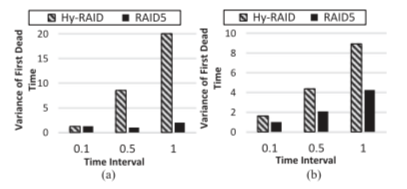 Hy-RAID RAID5
Variance of First Dead
Time
20
15
10
5
0
0.1 0.5 1
Time Interval
(a)
Hy-RAID RAID5
Variance of First Dead
Time
10
8
6
4
2
0
0.1 0.5 1
Time Interval
(b)